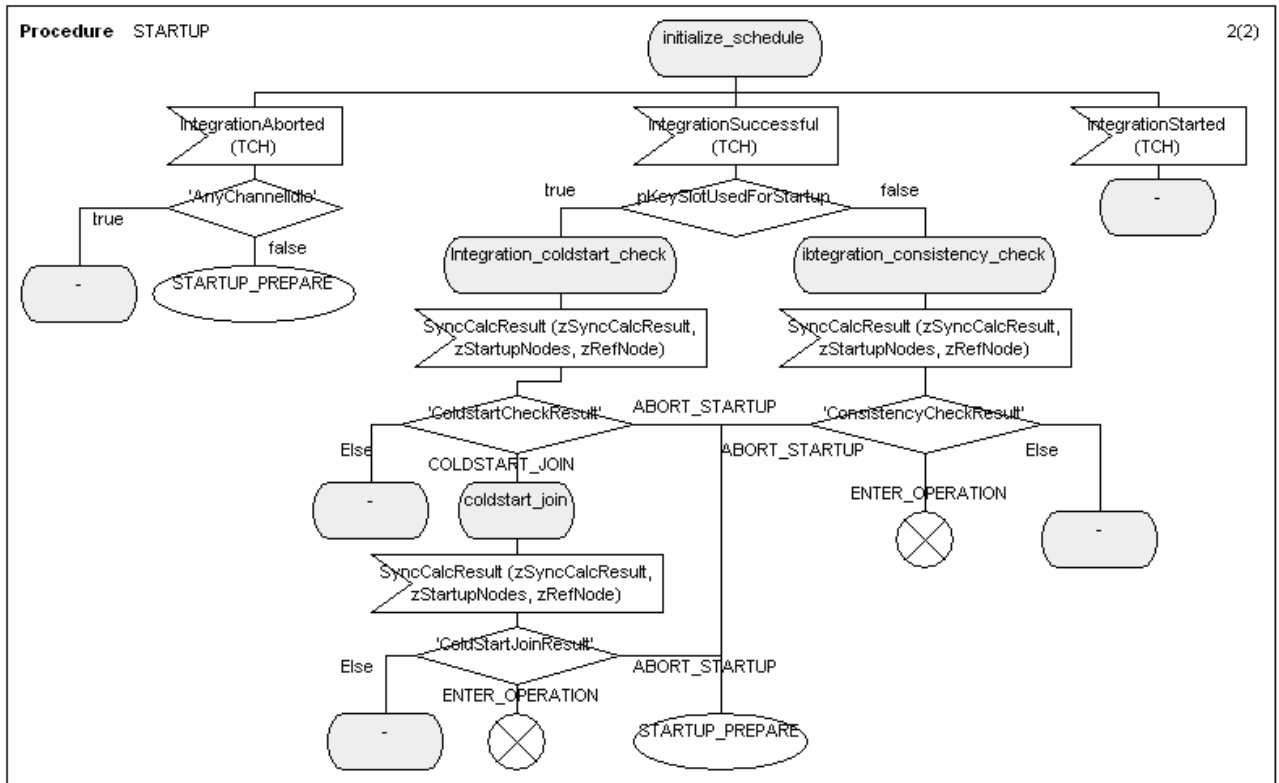 Procedure STARTUP
2(2)
initialize_schedule
IntegrationAborted
(TCH)
IntegrationSuccessful
(TCH)
IntegrationStarted
(TCH)
'AnyChannelIdle'
true
false
-
STARTUP_PREPARE
pKeySlotUsedForStartup
true
false
-
Integration_coldstart_check
ibtegration_consistency_check
SyncCalcResult (zSyncCalcResult,
zStartupNodes, zRefNode)
SyncCalcResult (zSyncCalcResult,
zStartupNodes, zRefNode)
'ColdstartCheckResult'
ABORT_STARTUP
'ConsistencyCheckResult'
Else
COLDSTART_JOIN
ABORT_STARTUP
Else
-
coldstart_join
ENTER_OPERATION
-
SyncCalcResult (zSyncCalcResult,
zStartupNodes, zRefNode)
'ColdStartJoinResult'
Else
ABORT_STARTUP
ENTER_OPERATION
-
STARTUP_PREPARE